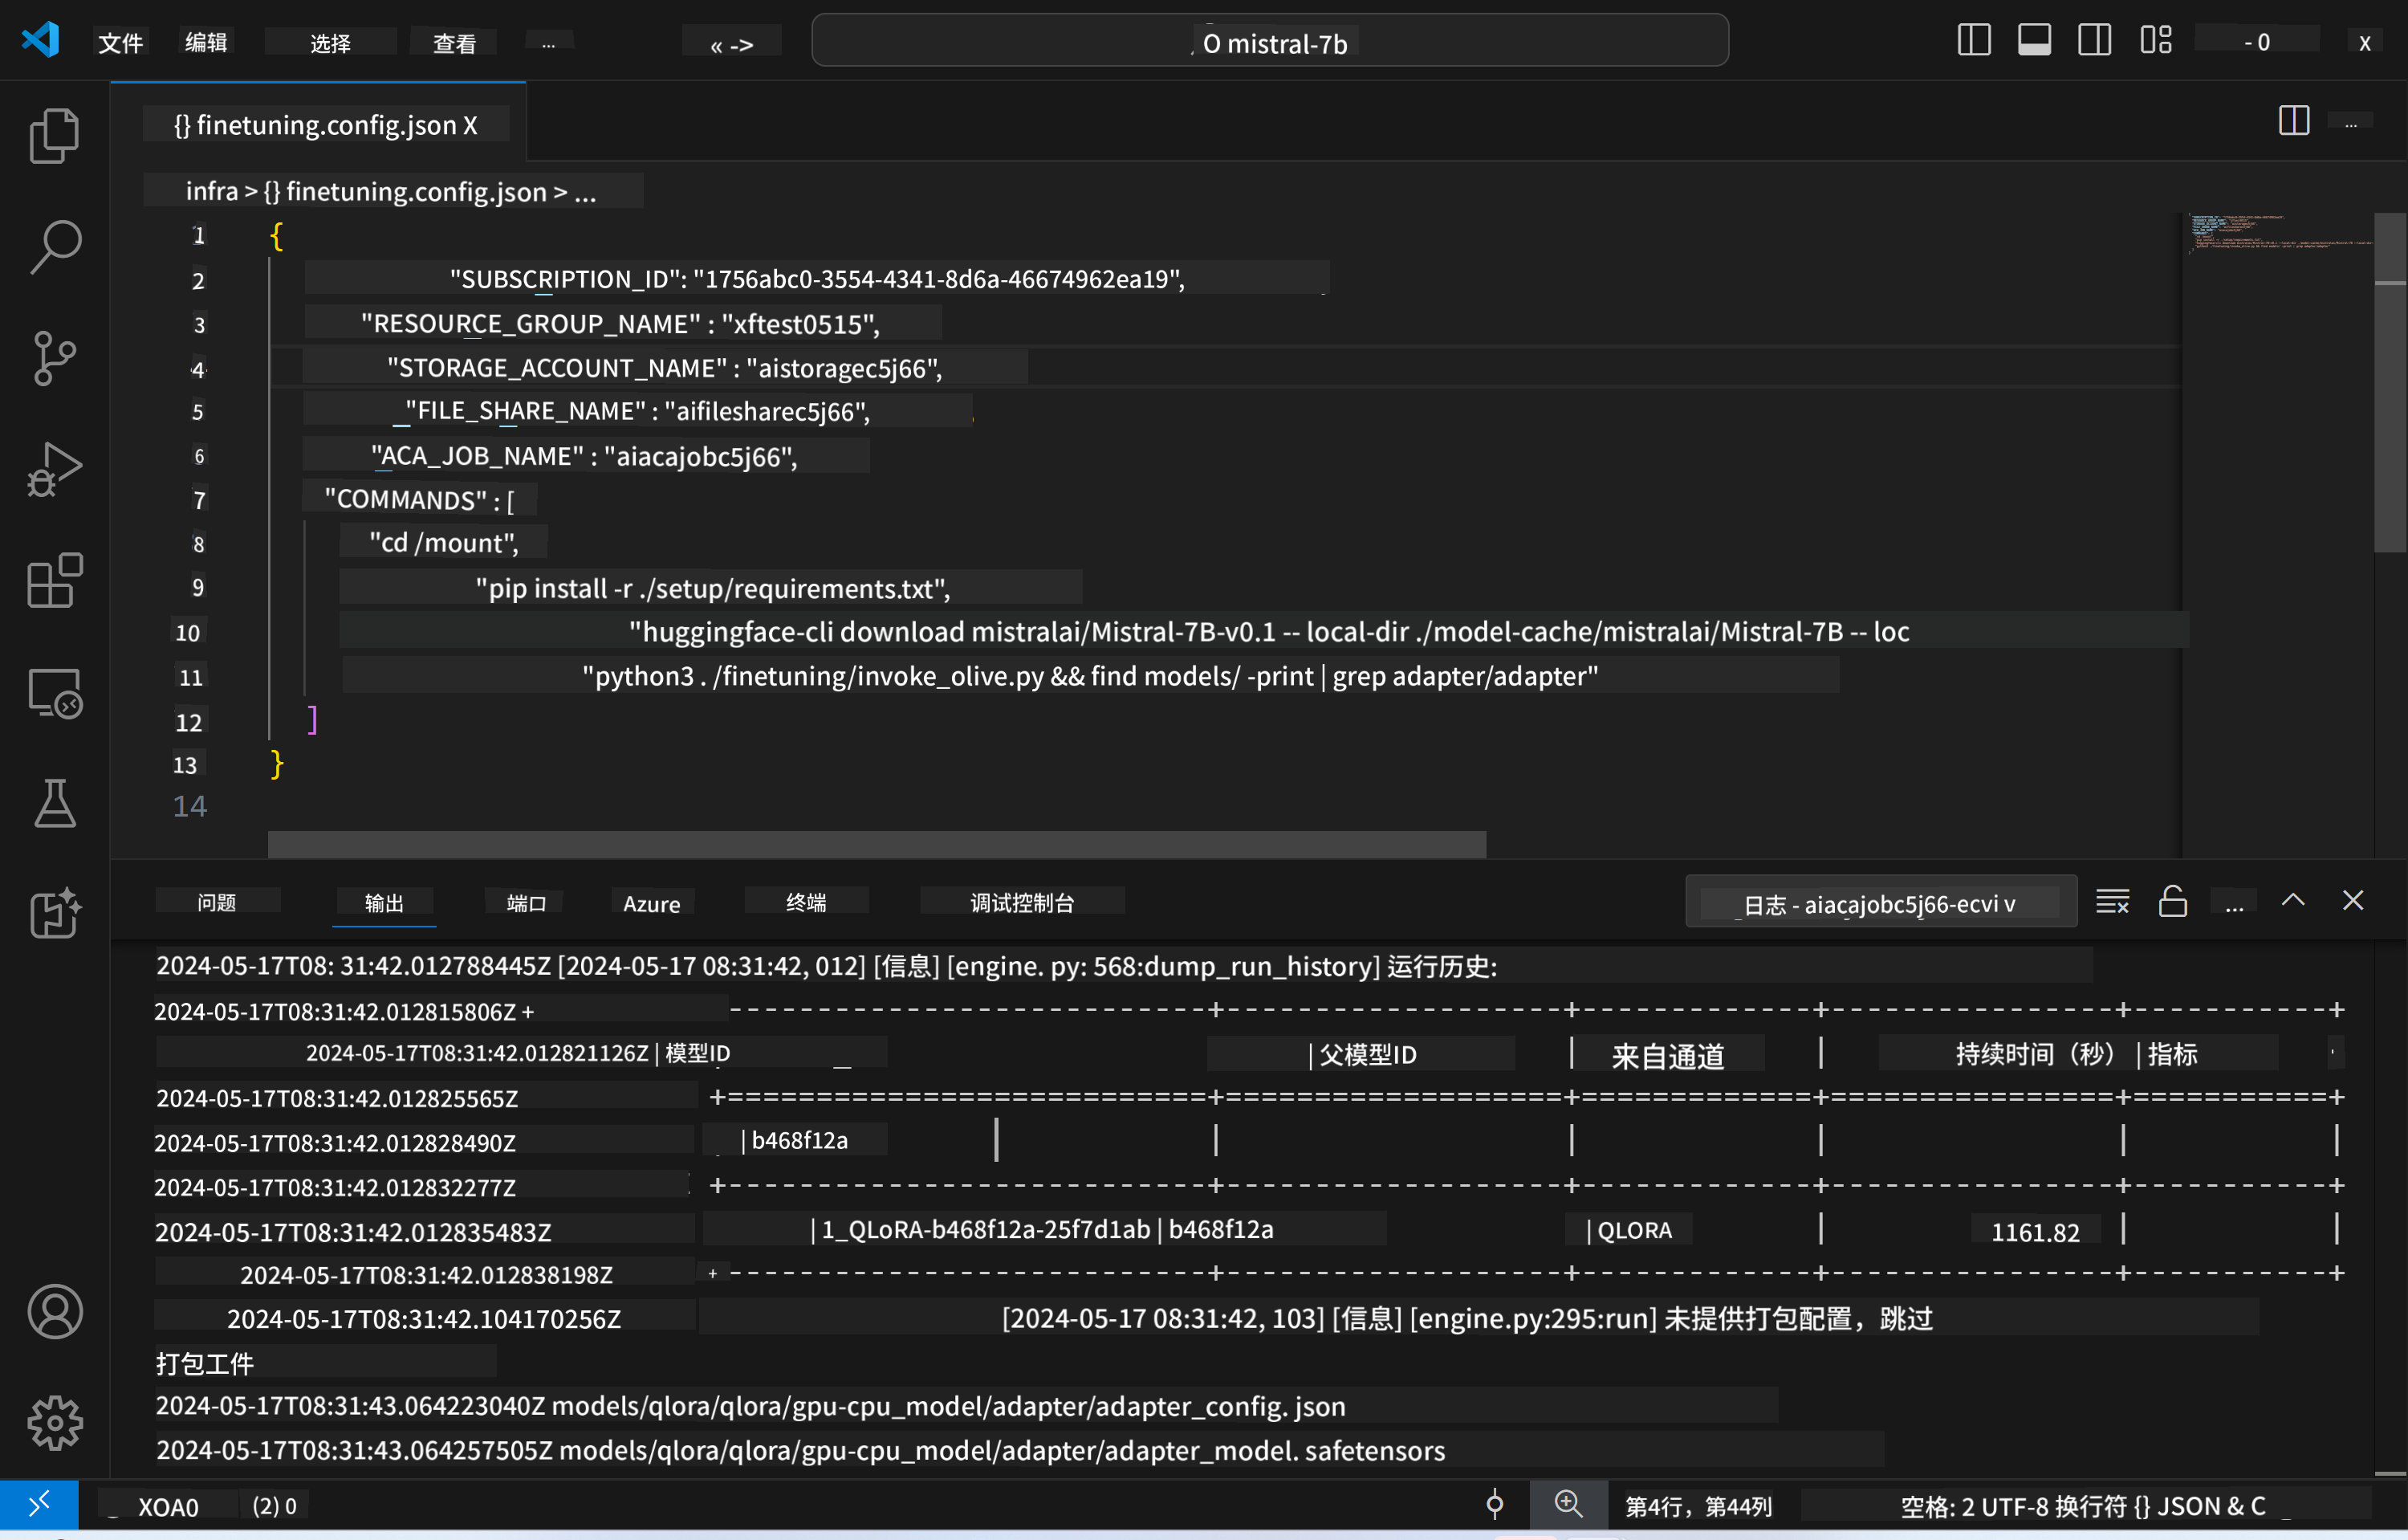 文件 编辑 选择 查看 ... « -> O mistral-7b - 0 x
{} finetuning.config.json X ...
infra > {} finetuning.config.json > ...
1 {
2 "SUBSCRIPTION_ID": "1756abc0-3554-4341-8d6a-46674962ea19",
3 "RESOURCE_GROUP_NAME" : "xftest0515",
4 "STORAGE_ACCOUNT_NAME" : "aistoragec5j66",
5 "FILE_SHARE_NAME" : "aifilesharec5j66",
6 "ACA_JOB_NAME" : "aiacajobc5j66",
7 "COMMANDS" : [
8 "cd /mount",
9 "pip install -r ./setup/requirements.txt",
10 "huggingface-cli download mistralai/Mistral-7B-v0.1 -- local-dir ./model-cache/mistralai/Mistral-7B -- loc
11 "python3 . /finetuning/invoke_olive.py && find models/ -print | grep adapter/adapter"
12 ]
13 }
14
问题 输出 端口 Azure 终端 调试控制台 日志 - aiacajobc5j66-ecvi v ...
2024-05-17T08: 31:42.012788445Z [2024-05-17 08:31:42, 012] [信息] [engine. py: 568:dump_run_history] 运行历史:
2024-05-17T08:31:42.012815806Z +---------------------------+-------------------+-------------+----------------+-----------+
2024-05-17T08:31:42.012821126Z | 模型ID | 父模型ID | 来自通道 | 持续时间（秒） | 指标
2024-05-17T08:31:42.012825565Z +===========================+===================+=============+================+===========+
2024-05-17T08:31:42.012828490Z | b468f12a | | | | |
2024-05-17T08:31:42.012832277Z +---------------------------+-------------------+-------------+----------------+-----------+
2024-05-17T08:31:42.012835483Z | 1_QLoRA-b468f12a-25f7d1ab | b468f12a | QLORA | 1161.82 | |
2024-05-17T08:31:42.012838198Z +---------------------------+-------------------+-------------+----------------+-----------+
2024-05-17T08:31:42.104170256Z [2024-05-17 08:31:42, 103] [信息] [engine.py:295:run] 未提供打包配置，跳过
打包工件
2024-05-17T08:31:43.064223040Z models/qlora/qlora/gpu-cpu_model/adapter/adapter_config. json
2024-05-17T08:31:43.064257505Z models/qlora/qlora/gpu-cpu_model/adapter/adapter_model. safetensors
XOA0 (2) 0 第4行，第44列 空格: 2 UTF-8 换行符 {} JSON & C